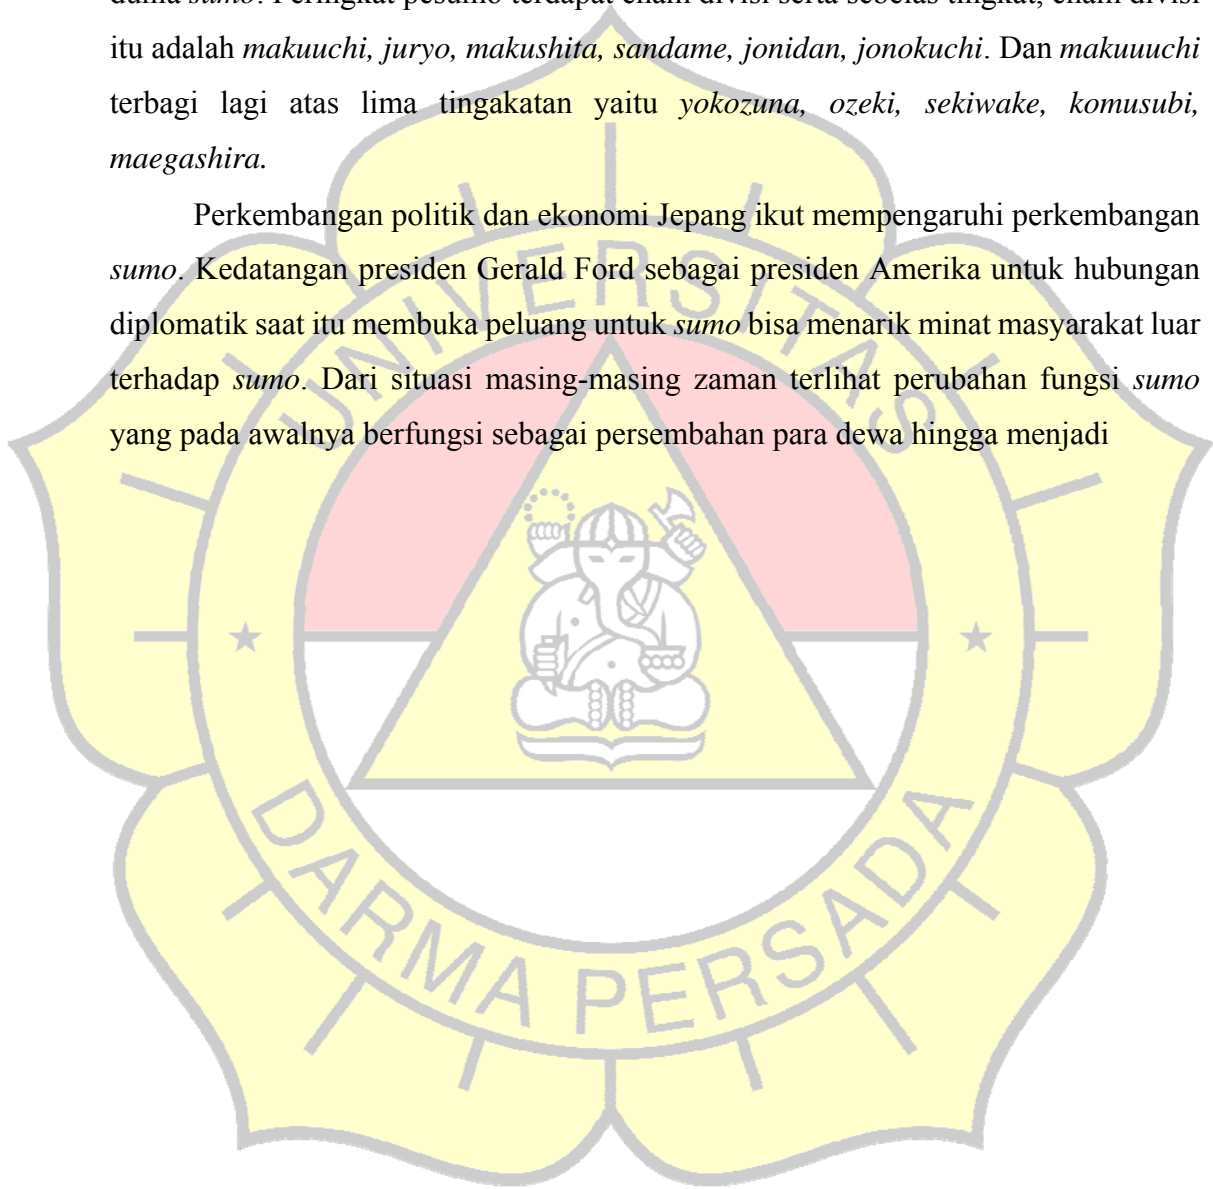 dunia sumo. Peringkat pesumo terdapat enam divisi serta sebelas tingkat, enam divisi
itu adalah makuuchi, juryo, makushita, sandame, jonidan, jonokuchi. Dan makuuuchi
terbagi lagi atas lima tingakatan yaitu yokozuna, ozeki, sekiwake, komusubi,
maegashira.
Perkembangan politik dan ekonomi Jepang ikut mempengaruhi perkembangan
sumo. Kedatangan presiden Gerald Ford sebagai presiden Amerika untuk hubungan
diplomatik saat itu membuka peluang untuk sumo bisa menarik minat masyarakat luar
terhadap sumo. Dari situasi masing-masing zaman terlihat perubahan fungsi sumo
yang pada awalnya berfungsi sebagai persembahan para dewa hingga menjadi
UNIVERSITAS
DARMA PERSADA